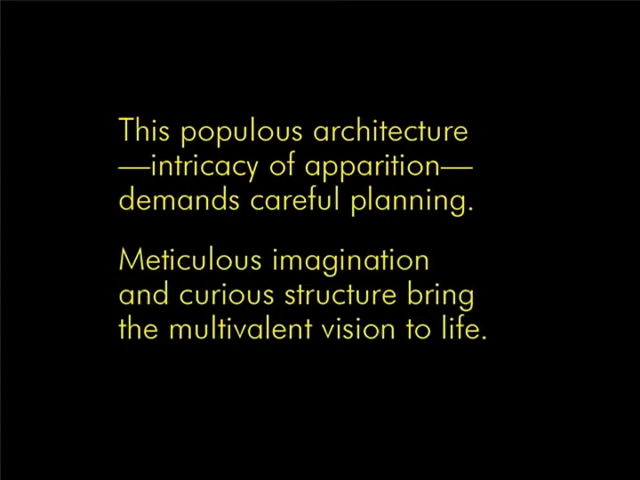 This populous architecture
—intricacy of apparition—
demands careful planning.
Meticulous imagination
and curious structure bring
the multivalent vision to life.